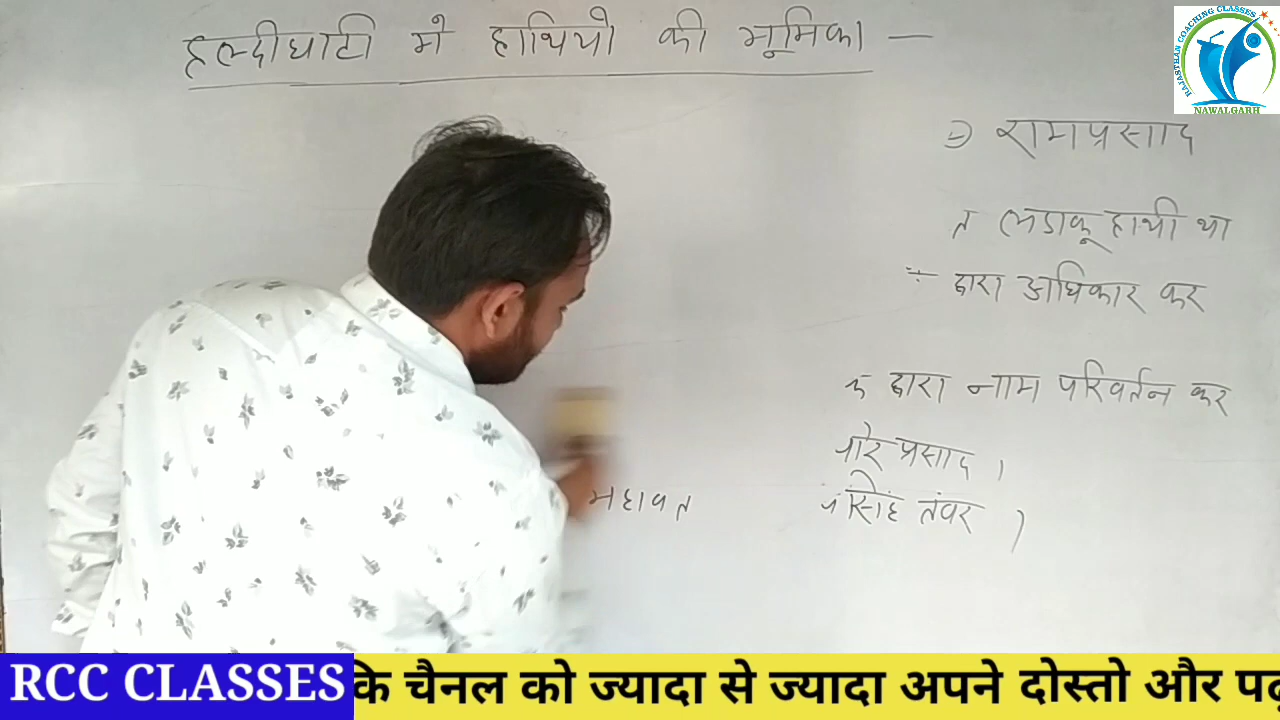 हल्दीघाटी में हाथियो की भूमिका —
RAJASTHAN COACHING CLASSES
NAWALGARH
⇒ रामप्रसाद
लडाकू हाथी था
द्वारा अधिकार कर
द्वारा नाम परिवर्तन कर
प्रसाद ।
महावत सिंह तंवर ।
RCC CLASSES कि चैनल को ज्यादा से ज्यादा अपने दोस्तो और